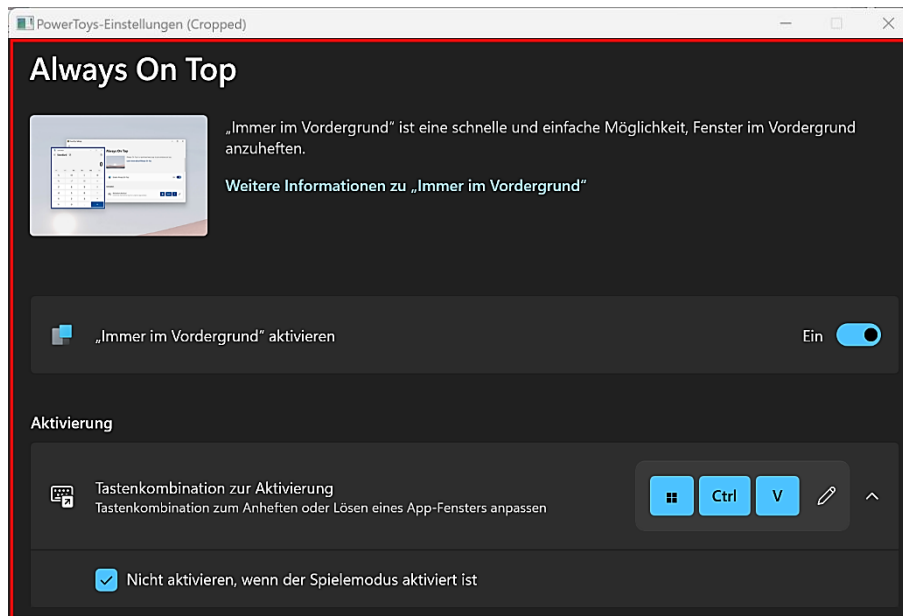 PowerToys-Einstellungen (Cropped)
Always On Top
„Immer im Vordergrund“ ist eine schnelle und einfache Möglichkeit, Fenster im Vordergrund
anzuheften.
Weitere Informationen zu „Immer im Vordergrund“
„Immer im Vordergrund“ aktivieren
Ein
Aktivierung
Tastenkombination zur Aktivierung
Tastenkombination zum Anheften oder Lösen eines App-Fensters anpassen
Ctrl V
Nicht aktivieren, wenn der Spielemodus aktiviert ist